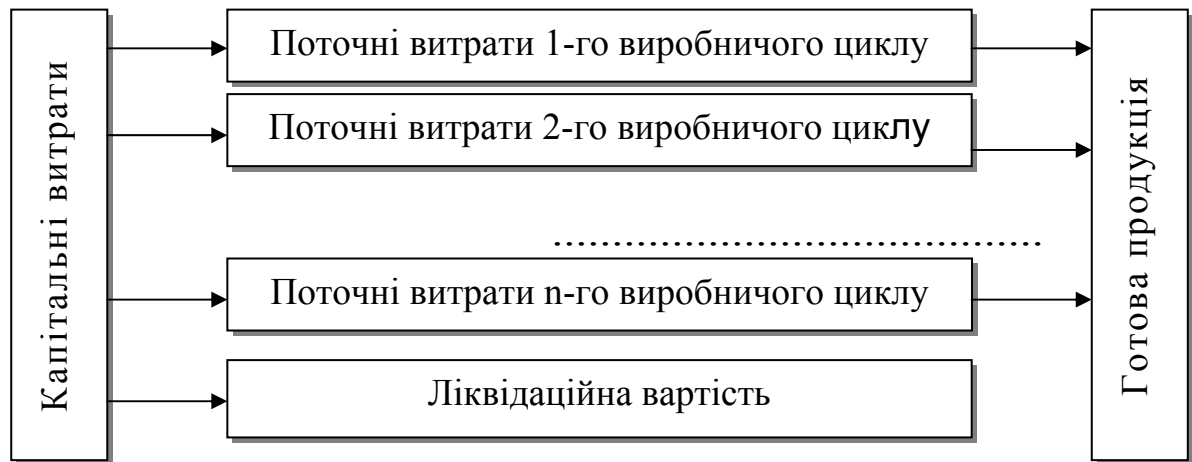 Капітальні витрати
Поточні витрати 1-го виробничого циклу
Поточні витрати 2-го виробничого циклу
……………………………………
Поточні витрати n-го виробничого циклу
Ліквідаційна вартість
Готова продукція